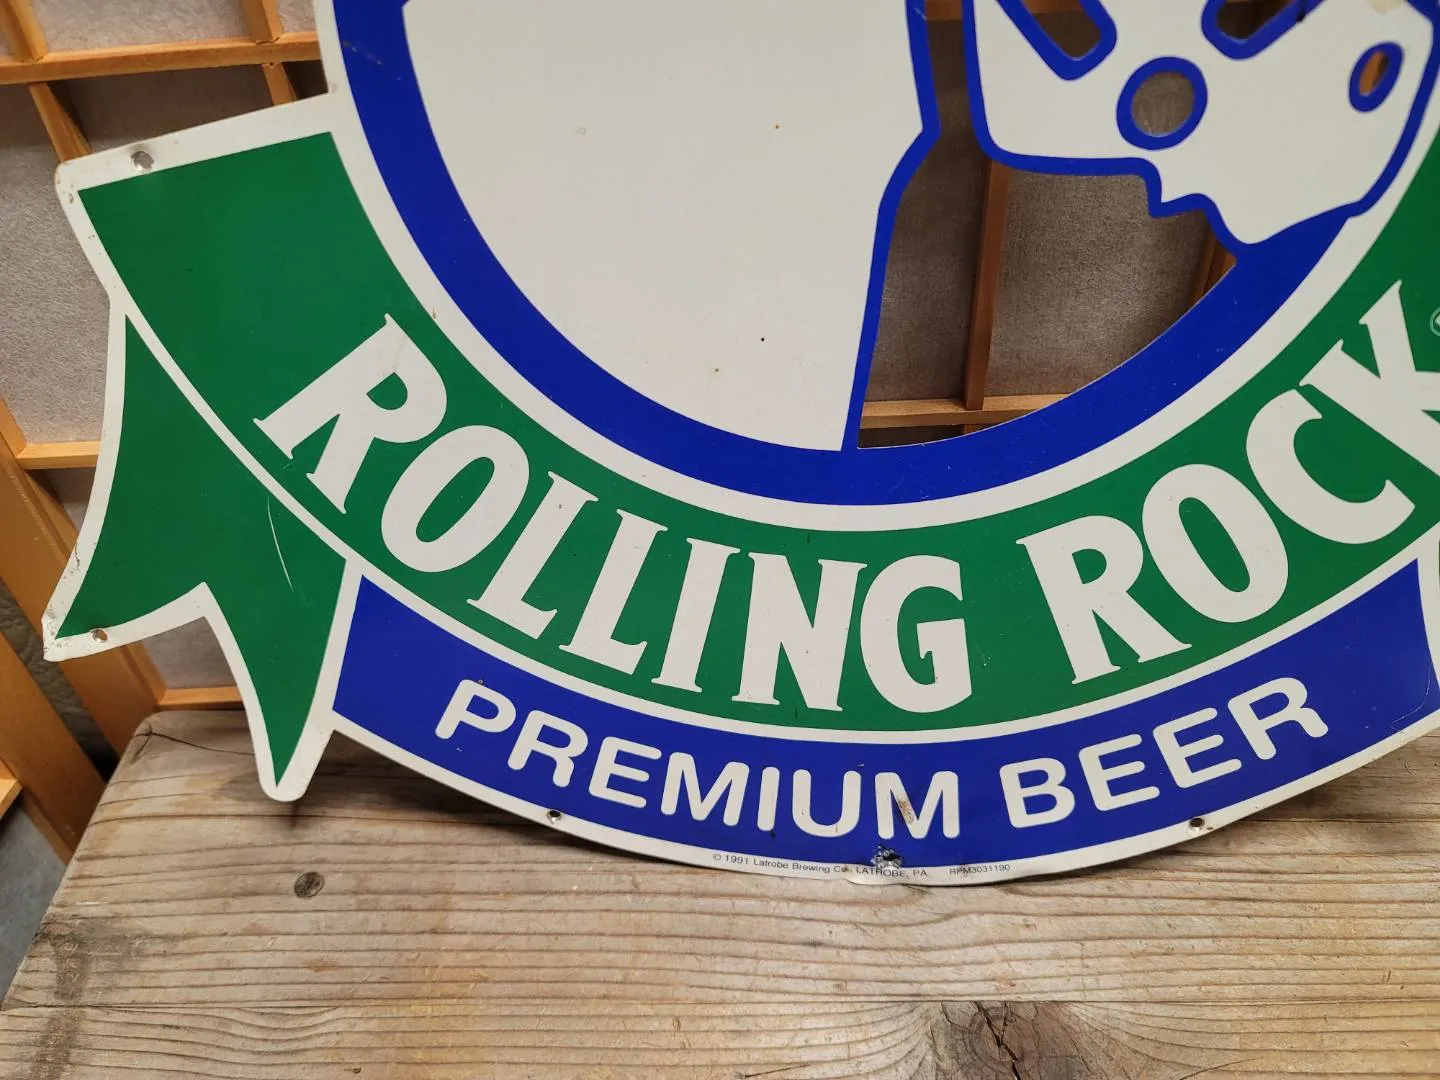 ROLLING ROCK
PREMIUM BEER
© 1991 Latrobe Brewing Co., LATROBE, PA. RPM3031190